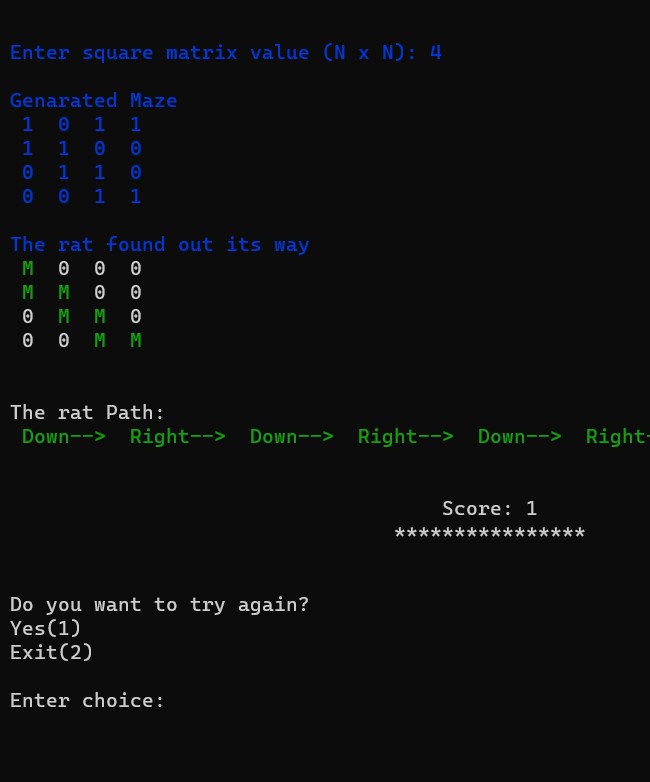 Enter square matrix value (N x N): 4
Genarated Maze
1 0 1 1
1 1 0 0
0 1 1 0
0 0 1 1
The rat found out its way
M 0 0 0
M M 0 0
0 M M 0
0 0 M M
The rat Path:
Down--> Right--> Down--> Right--> Down--> Right-
Score: 1
****************
Do you want to try again?
Yes(1)
Exit(2)
Enter choice: